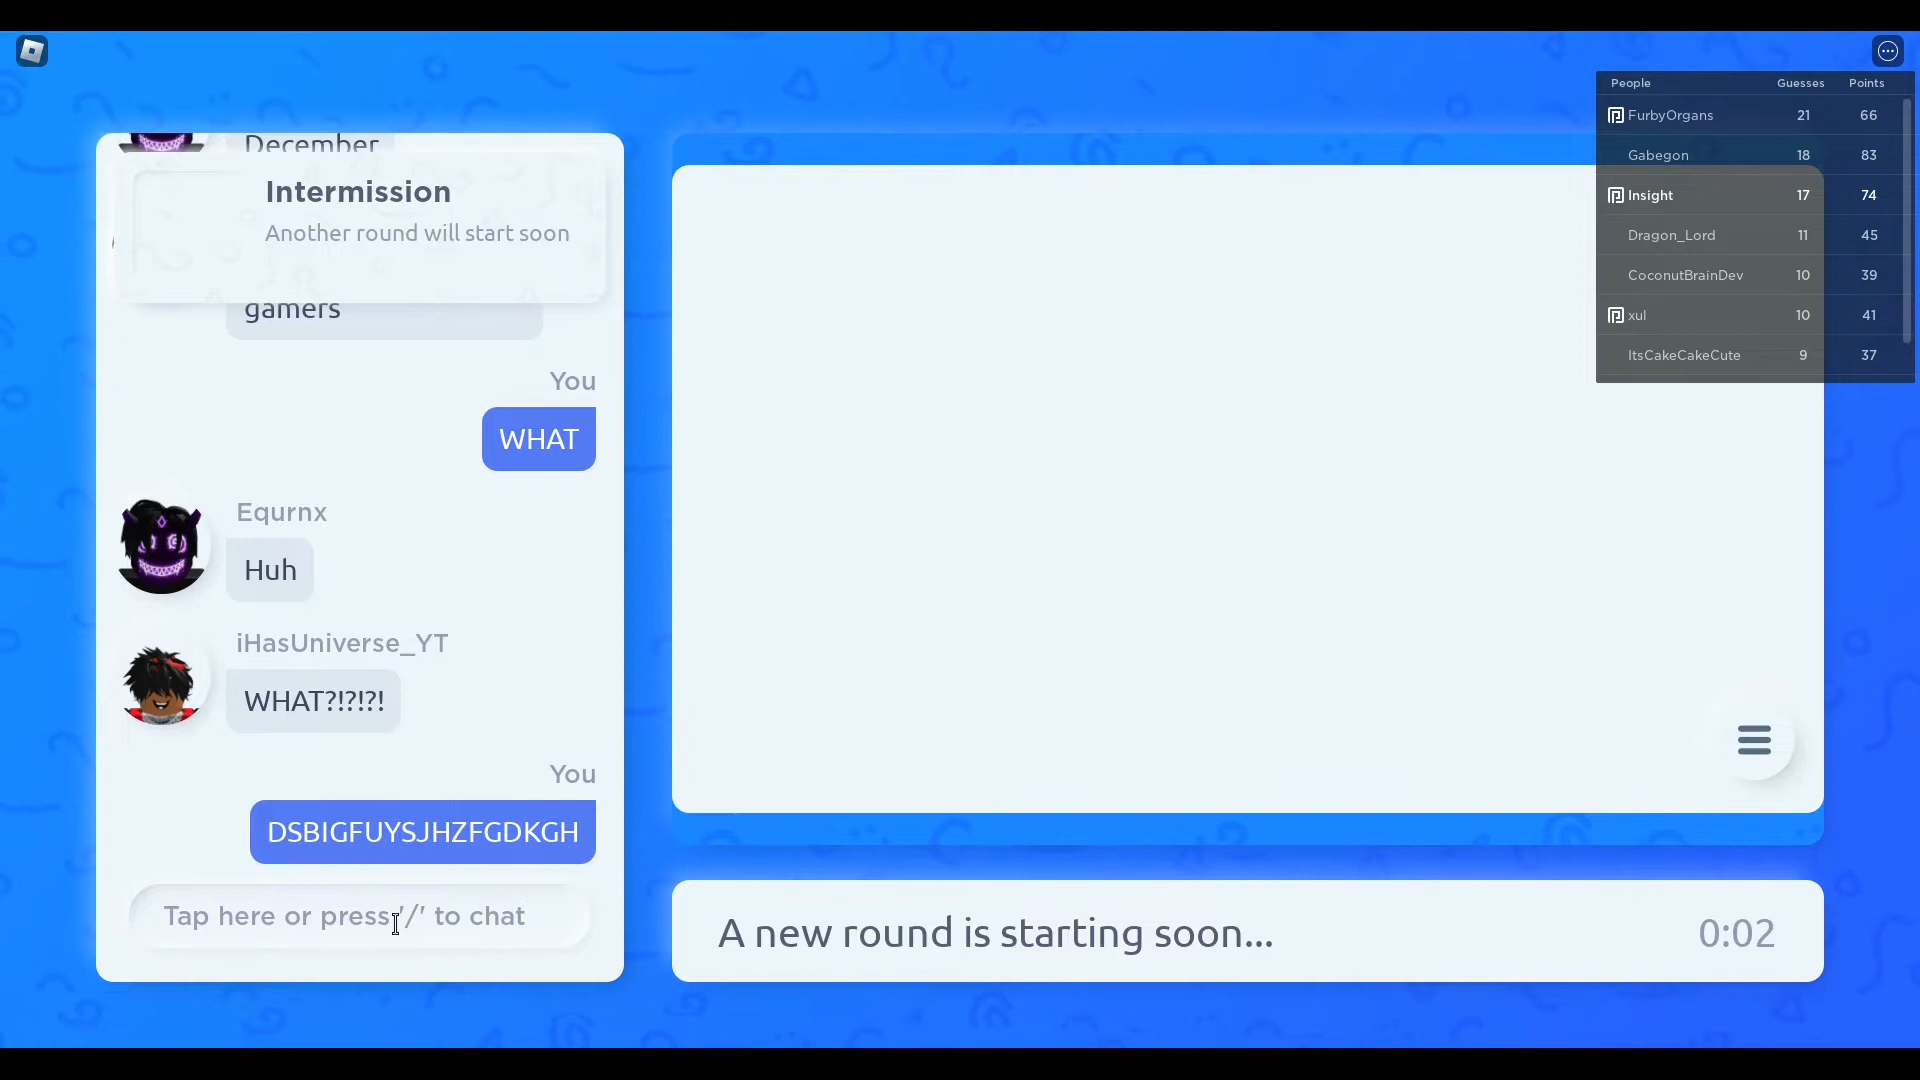 December
Intermission
Another round will start soon
gamers
You
WHAT
Equrnx
Huh
iHasUniverse_YT
WHAT?!?!?!
You
DSBIGFUYSJHZFGDKGH
Tap here or press '/' to chat
A new round is starting soon...
0:02
People Guesses Points
FurbyOrgans 21 66
Gabegon 18 83
Insight 17 74
Dragon_Lord 11 45
CoconutBrainDev 10 39
xul 10 41
ItsCakeCakeCute 9 37